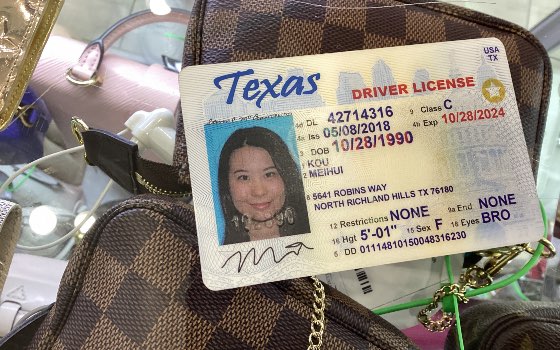 USA
TX
Texas
DRIVER LICENSE
4d DL 42714316 9 Class C
4a Iss 05/08/2018 4b Exp 10/28/2024
3 DOB 10/28/1990
1 KOU
2 MEIHUI
8 5641 ROBINS WAY
NORTH RICHLAND HILLS TX 76180
12 Restrictions NONE 9a End NONE
16 Hgt 5'-01" 15 Sex F 18 Eyes BRO
5 DD 01114810150048316230